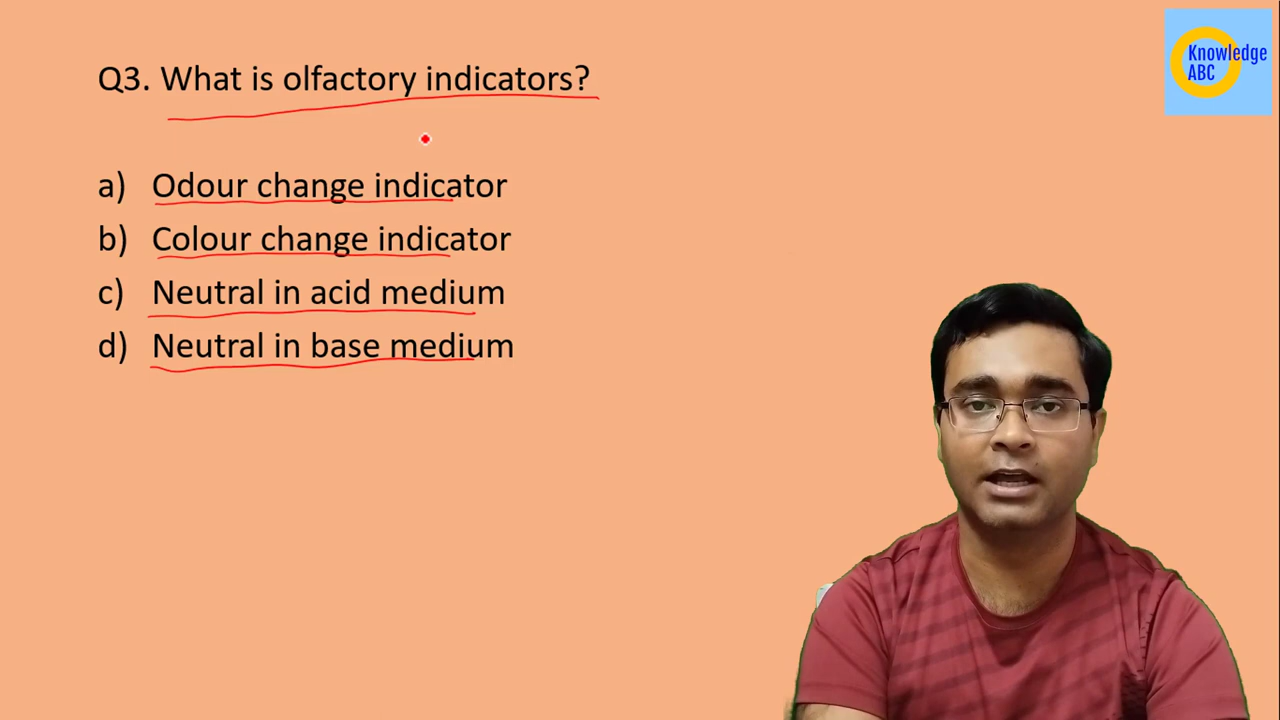 Knowledge
ABC
Q3. What is olfactory indicators?
a) Odour change indicator
b) Colour change indicator
c) Neutral in acid medium
d) Neutral in base medium